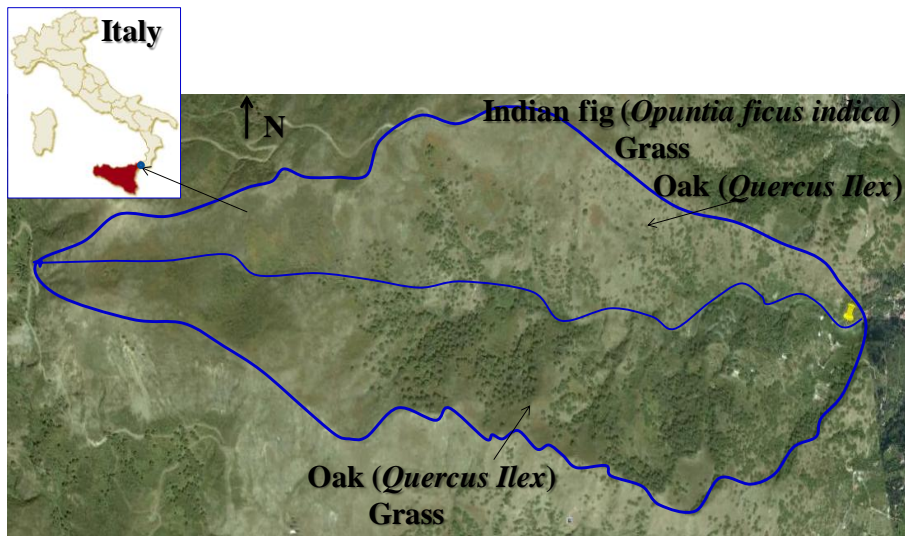 Italy
N
Indian fig (Opuntia ficus indica)
Grass
Oak (Quercus Ilex)
Oak (Quercus Ilex)
Grass